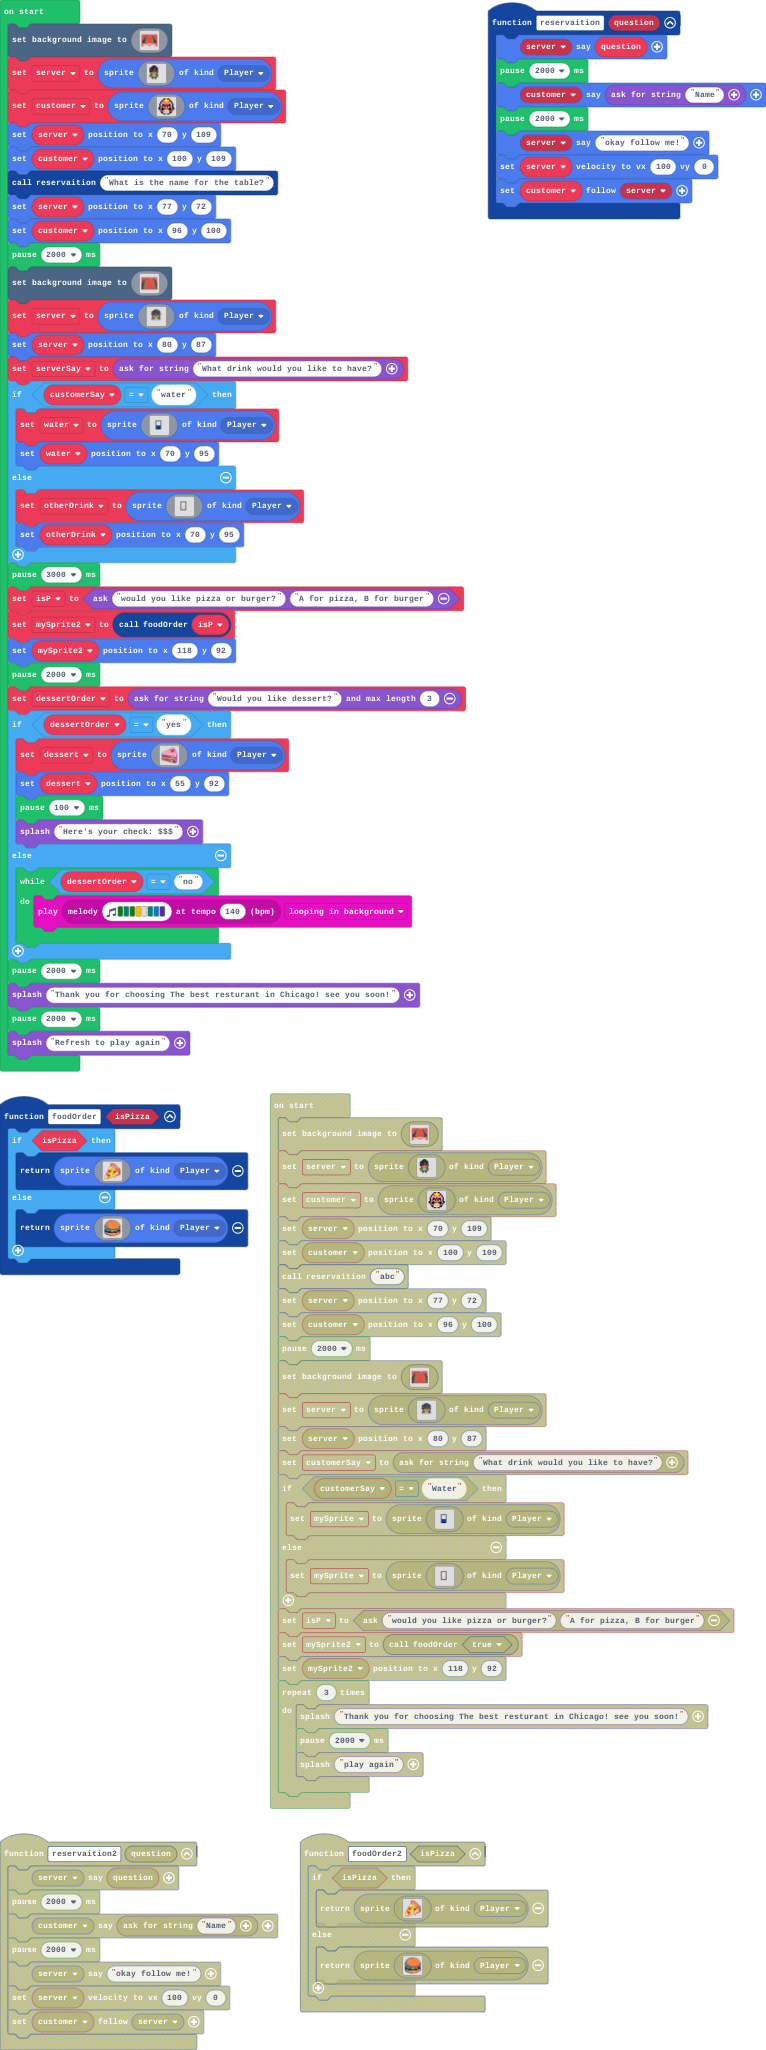 on start
set background image to
set server to sprite of kind Player
set customer to sprite of kind Player
set server position to x 70 y 109
set customer position to x 100 y 109
call reservaition "What is the name for the table?"
set server position to x 77 y 72
set customer position to x 96 y 100
pause 2000 ms
set background image to
set server to sprite of kind Player
set server position to x 80 y 87
set serverSay to ask for string "What drink would you like to have?"
if customerSay = "water" then
set water to sprite of kind Player
set water position to x 70 y 95
else
set otherDrink to sprite of kind Player
set otherDrink position to x 70 y 95
pause 3000 ms
set isP to ask "would you like pizza or burger?" "A for pizza, B for burger"
set mySprite2 to call foodOrder isP
set mySprite2 position to x 118 y 92
pause 2000 ms
set dessertOrder to ask for string "Would you like dessert?" and max length 3
if dessertOrder = "yes" then
set dessert to sprite of kind Player
set dessert position to x 55 y 92
pause 100 ms
splash "Here's your check: $$$"
else
while dessertOrder = "no"
do
play melody at tempo 140 (bpm) looping in background
pause 2000 ms
splash "Thank you for choosing The best resturant in Chicago! see you soon!"
pause 2000 ms
splash "Refresh to play again"
function reservaition question
server say question
pause 2000 ms
customer say ask for string "Name"
pause 2000 ms
server say "okay follow me!"
set server velocity to vx 100 vy 0
set customer follow server
function foodOrder isPizza
if isPizza then
return sprite of kind Player
else
return sprite of kind Player
on start
set background image to
set server to sprite of kind Player
set customer to sprite of kind Player
set server position to x 70 y 109
set customer position to x 100 y 109
call reservaition "abc"
set server position to x 77 y 72
set customer position to x 96 y 100
pause 2000 ms
set background image to
set server to sprite of kind Player
set server position to x 80 y 87
set customerSay to ask for string "What drink would you like to have?"
if customerSay = "Water" then
set mySprite to sprite of kind Player
else
set mySprite to sprite of kind Player
set isP to ask "would you like pizza or burger?" "A for pizza, B for burger"
set mySprite2 to call foodOrder true
set mySprite2 position to x 118 y 92
repeat 3 times
do
splash "Thank you for choosing The best resturant in Chicago! see you soon!"
pause 2000 ms
splash "play again"
function reservaition2 question
server say question
pause 2000 ms
customer say ask for string "Name"
pause 2000 ms
server say "okay follow me!"
set server velocity to vx 100 vy 0
set customer follow server
function foodOrder2 isPizza
if isPizza then
return sprite of kind Player
else
return sprite of kind Player